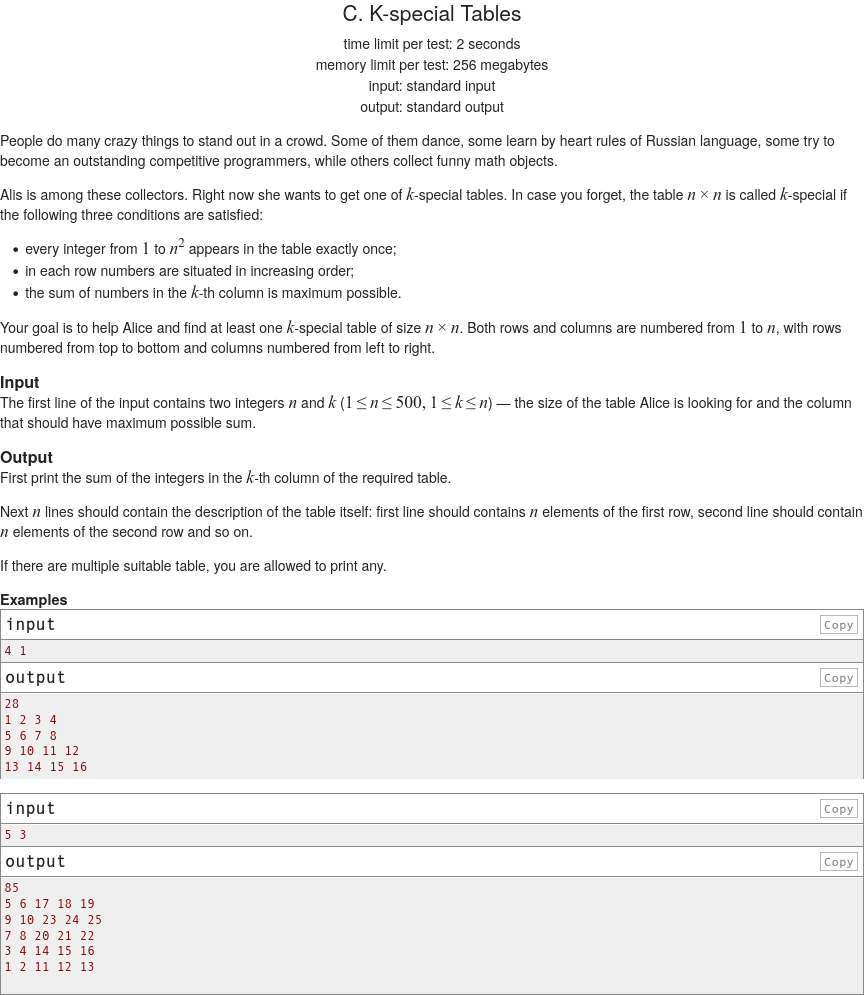 C. K-special Tables
time limit per test: 2 seconds
memory limit per test: 256 megabytes
input: standard input
output: standard output
People do many crazy things to stand out in a crowd. Some of them dance, some learn by heart rules of Russian language, some try to
become an outstanding competitive programmers, while others collect funny math objects.
Alis is among these collectors. Right now she wants to get one of k-special tables. In case you forget, the table n × n is called k-special if
the following three conditions are satisfied:
• every integer from 1 to n² appears in the table exactly once;
• in each row numbers are situated in increasing order;
• the sum of numbers in the k-th column is maximum possible.
Your goal is to help Alice and find at least one k-special table of size n × n. Both rows and columns are numbered from 1 to n, with rows
numbered from top to bottom and columns numbered from left to right.
Input
The first line of the input contains two integers n and k (1 ≤ n ≤ 500, 1 ≤ k ≤ n) — the size of the table Alice is looking for and the column
that should have maximum possible sum.
Output
First print the sum of the integers in the k-th column of the required table.
Next n lines should contain the description of the table itself: first line should contains n elements of the first row, second line should contain
n elements of the second row and so on.
If there are multiple suitable table, you are allowed to print any.
Examples
input Copy
4 1
output Copy
28
1 2 3 4
5 6 7 8
9 10 11 12
13 14 15 16
input Copy
5 3
output Copy
85
5 6 17 18 19
9 10 23 24 25
7 8 20 21 22
3 4 14 15 16
1 2 11 12 13